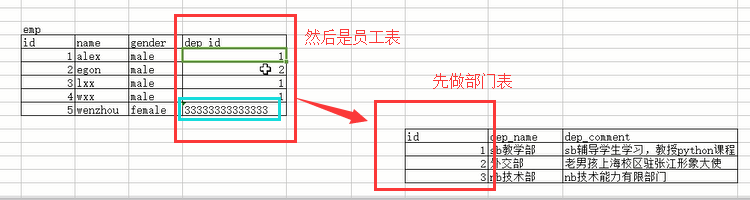 emp
id name gender dep_id
1 alex male 1
2 egon male 2
3 lxx male 1
4 wxx male 1
5 wenzhou female 33333333333333
然后是员工表
先做部门表
id dep_name dep_comment
1 sb教学部 sb辅导学生学习，教授python课程
2 外交部 老男孩上海校区驻张江形象大使
3 nb技术部 nb技术能力有限部门